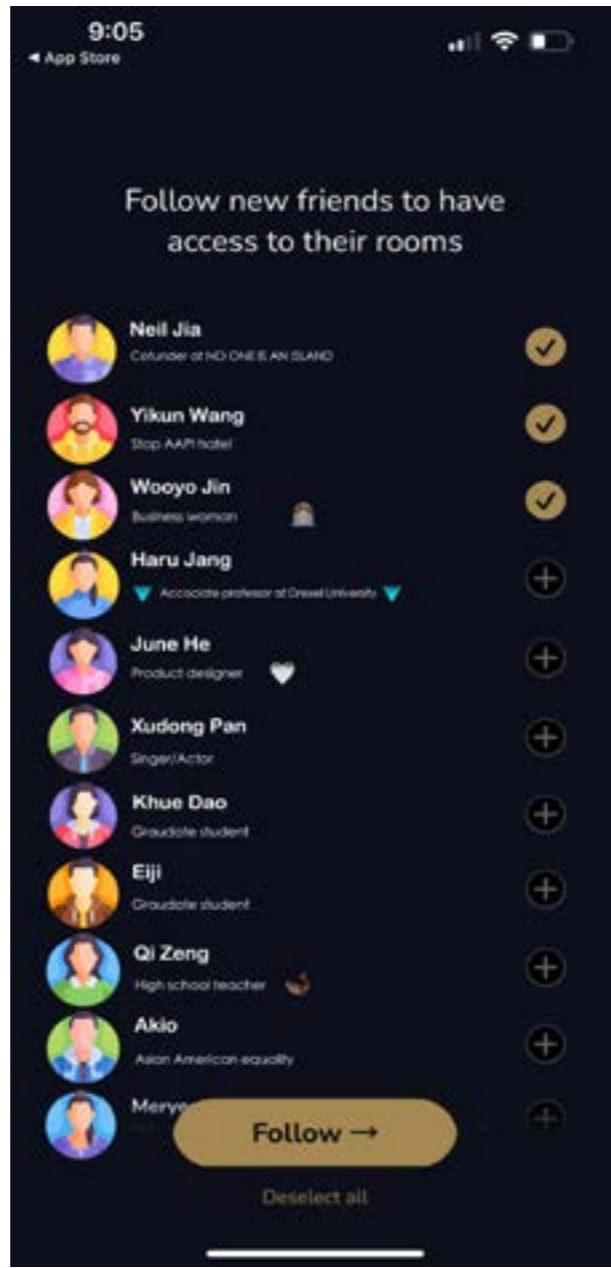 9:05
◀ App Store
Follow new friends to have
access to their rooms
Neil Jia
Cofunder at NO ONE IS AN ISLAND
Yikun Wang
Stop AAPI hate!
Wooyo Jin
Business woman
Haru Jang
Accociate professor at Drexel University
June He
Product designer
Xudong Pan
Singer/Actor
Khue Dao
Graudate student
Eiji
Graudate student
Qi Zeng
High school teacher
Akio
Asian American equality
Follow →
Deselect all